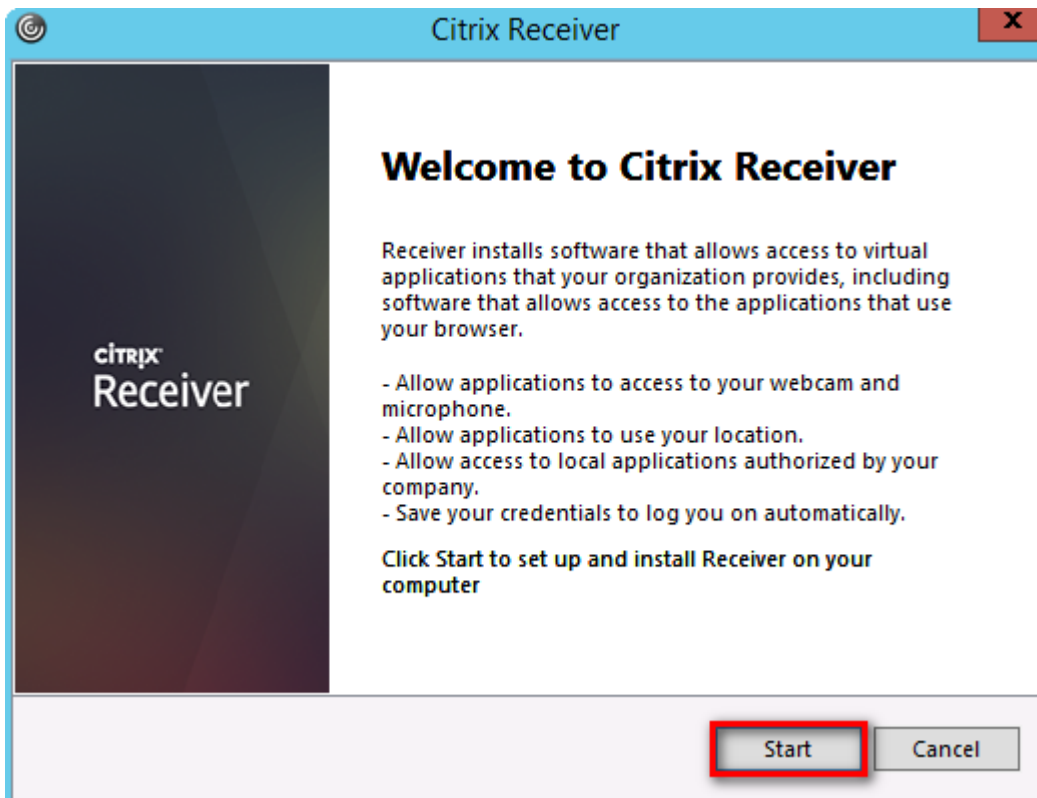 Citrix Receiver
X
Welcome to Citrix Receiver
Receiver installs software that allows access to virtual
applications that your organization provides, including
software that allows access to the applications that use
your browser.
- Allow applications to access to your webcam and
microphone.
- Allow applications to use your location.
- Allow access to local applications authorized by your
company.
- Save your credentials to log you on automatically.
Click Start to set up and install Receiver on your
computer
CITRIX
Receiver
Start Cancel